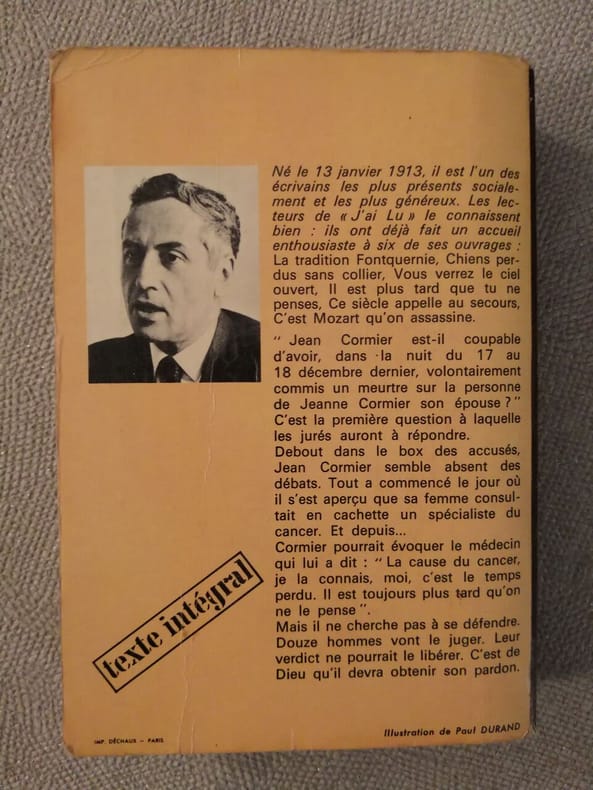 Né le 13 janvier 1913, il est l'un des
écrivains les plus présents sociale-
ment et les plus généreux. Les lec-
teurs de « J'ai Lu » le connaissent
bien : ils ont déjà fait un accueil
enthousiaste à six de ses ouvrages :
La tradition Fontquernie, Chiens per-
dus sans collier, Vous verrez le ciel
ouvert, Il est plus tard que tu ne
penses, Ce siècle appelle au secours,
C'est Mozart qu'on assassine.
" Jean Cormier est-il coupable
d'avoir, dans la nuit du 17 au
18 décembre dernier, volontairement
commis un meurtre sur la personne
de Jeanne Cormier son épouse ? "
C'est la première question à laquelle
les jurés auront à répondre.
Debout dans le box des accusés,
Jean Cormier semble absent des
débats. Tout a commencé le jour où
il s'est aperçu que sa femme consul-
tait en cachette un spécialiste du
cancer. Et depuis...
Cormier pourrait évoquer le médecin
qui lui a dit : " La cause du cancer,
je la connais, moi, c'est le temps
perdu. Il est toujours plus tard qu'on
ne le pense ".
Mais il ne cherche pas à se défendre.
Douze hommes vont le juger. Leur
verdict ne pourrait le libérer. C'est de
Dieu qu'il devra obtenir son pardon.
texte intégral
IMP. DÉCHAUX - PARIS
Illustration de Paul DURAND